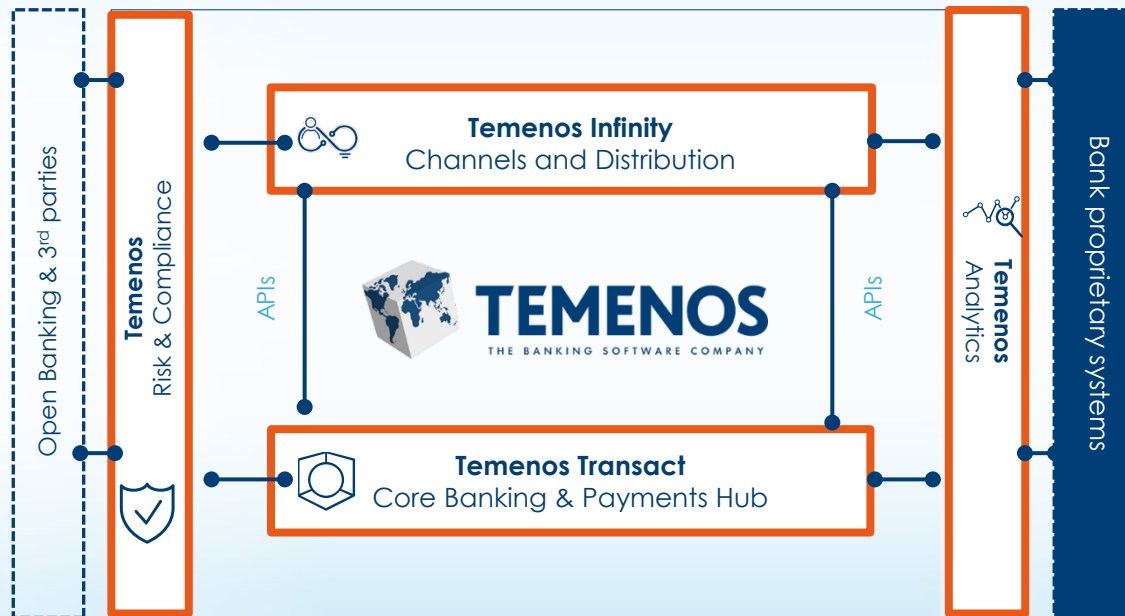 Open Banking & 3rd parties
Temenos
Risk & Compliance
Temenos Infinity
Channels and Distribution
APIs
TEMENOS
THE BANKING SOFTWARE COMPANY
APIs
Temenos Transact
Core Banking & Payments Hub
Temenos
Analytics
Bank proprietary systems